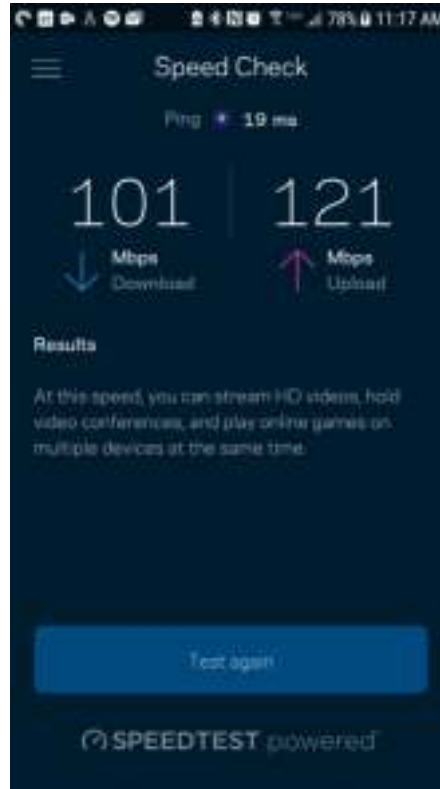 78% 11:17 AM
Speed Check
Ping 19 ms
101 121
Mbps Mbps
Download Upload
Results
At this speed, you can stream HD videos, hold
video conferences, and play online games on
multiple devices at the same time.
Test again
SPEEDTEST powered